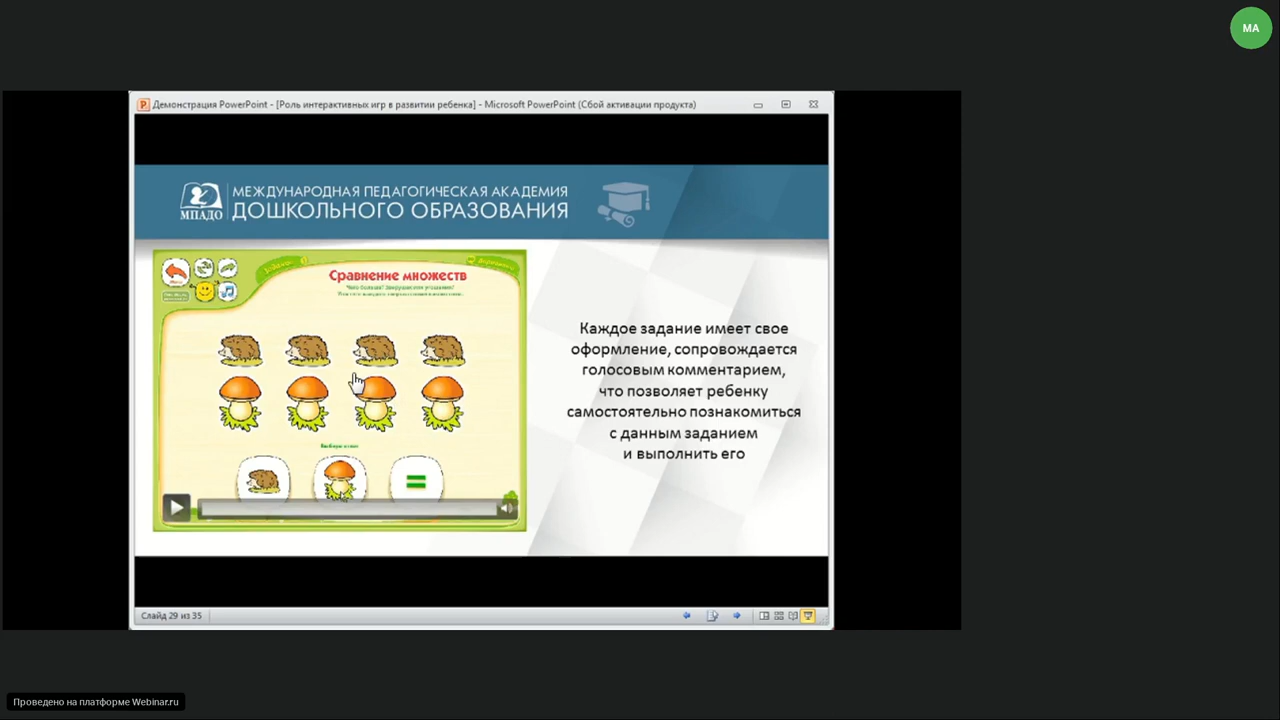 МА
Демонстрация PowerPoint - [Роль интерактивных игр в развитии ребенка] - Microsoft PowerPoint (Сбой активации продукта)
МПАДО
МЕЖДУНАРОДНАЯ ПЕДАГОГИЧЕСКАЯ АКАДЕМИЯ
ДОШКОЛЬНОГО ОБРАЗОВАНИЯ
Сравнение множеств
Каждое задание имеет свое
оформление, сопровождается
голосовым комментарием,
что позволяет ребенку
самостоятельно познакомиться
с данным заданием
и выполнить его
=
Слайд 29 из 35
Проведено на платформе Webinar.ru